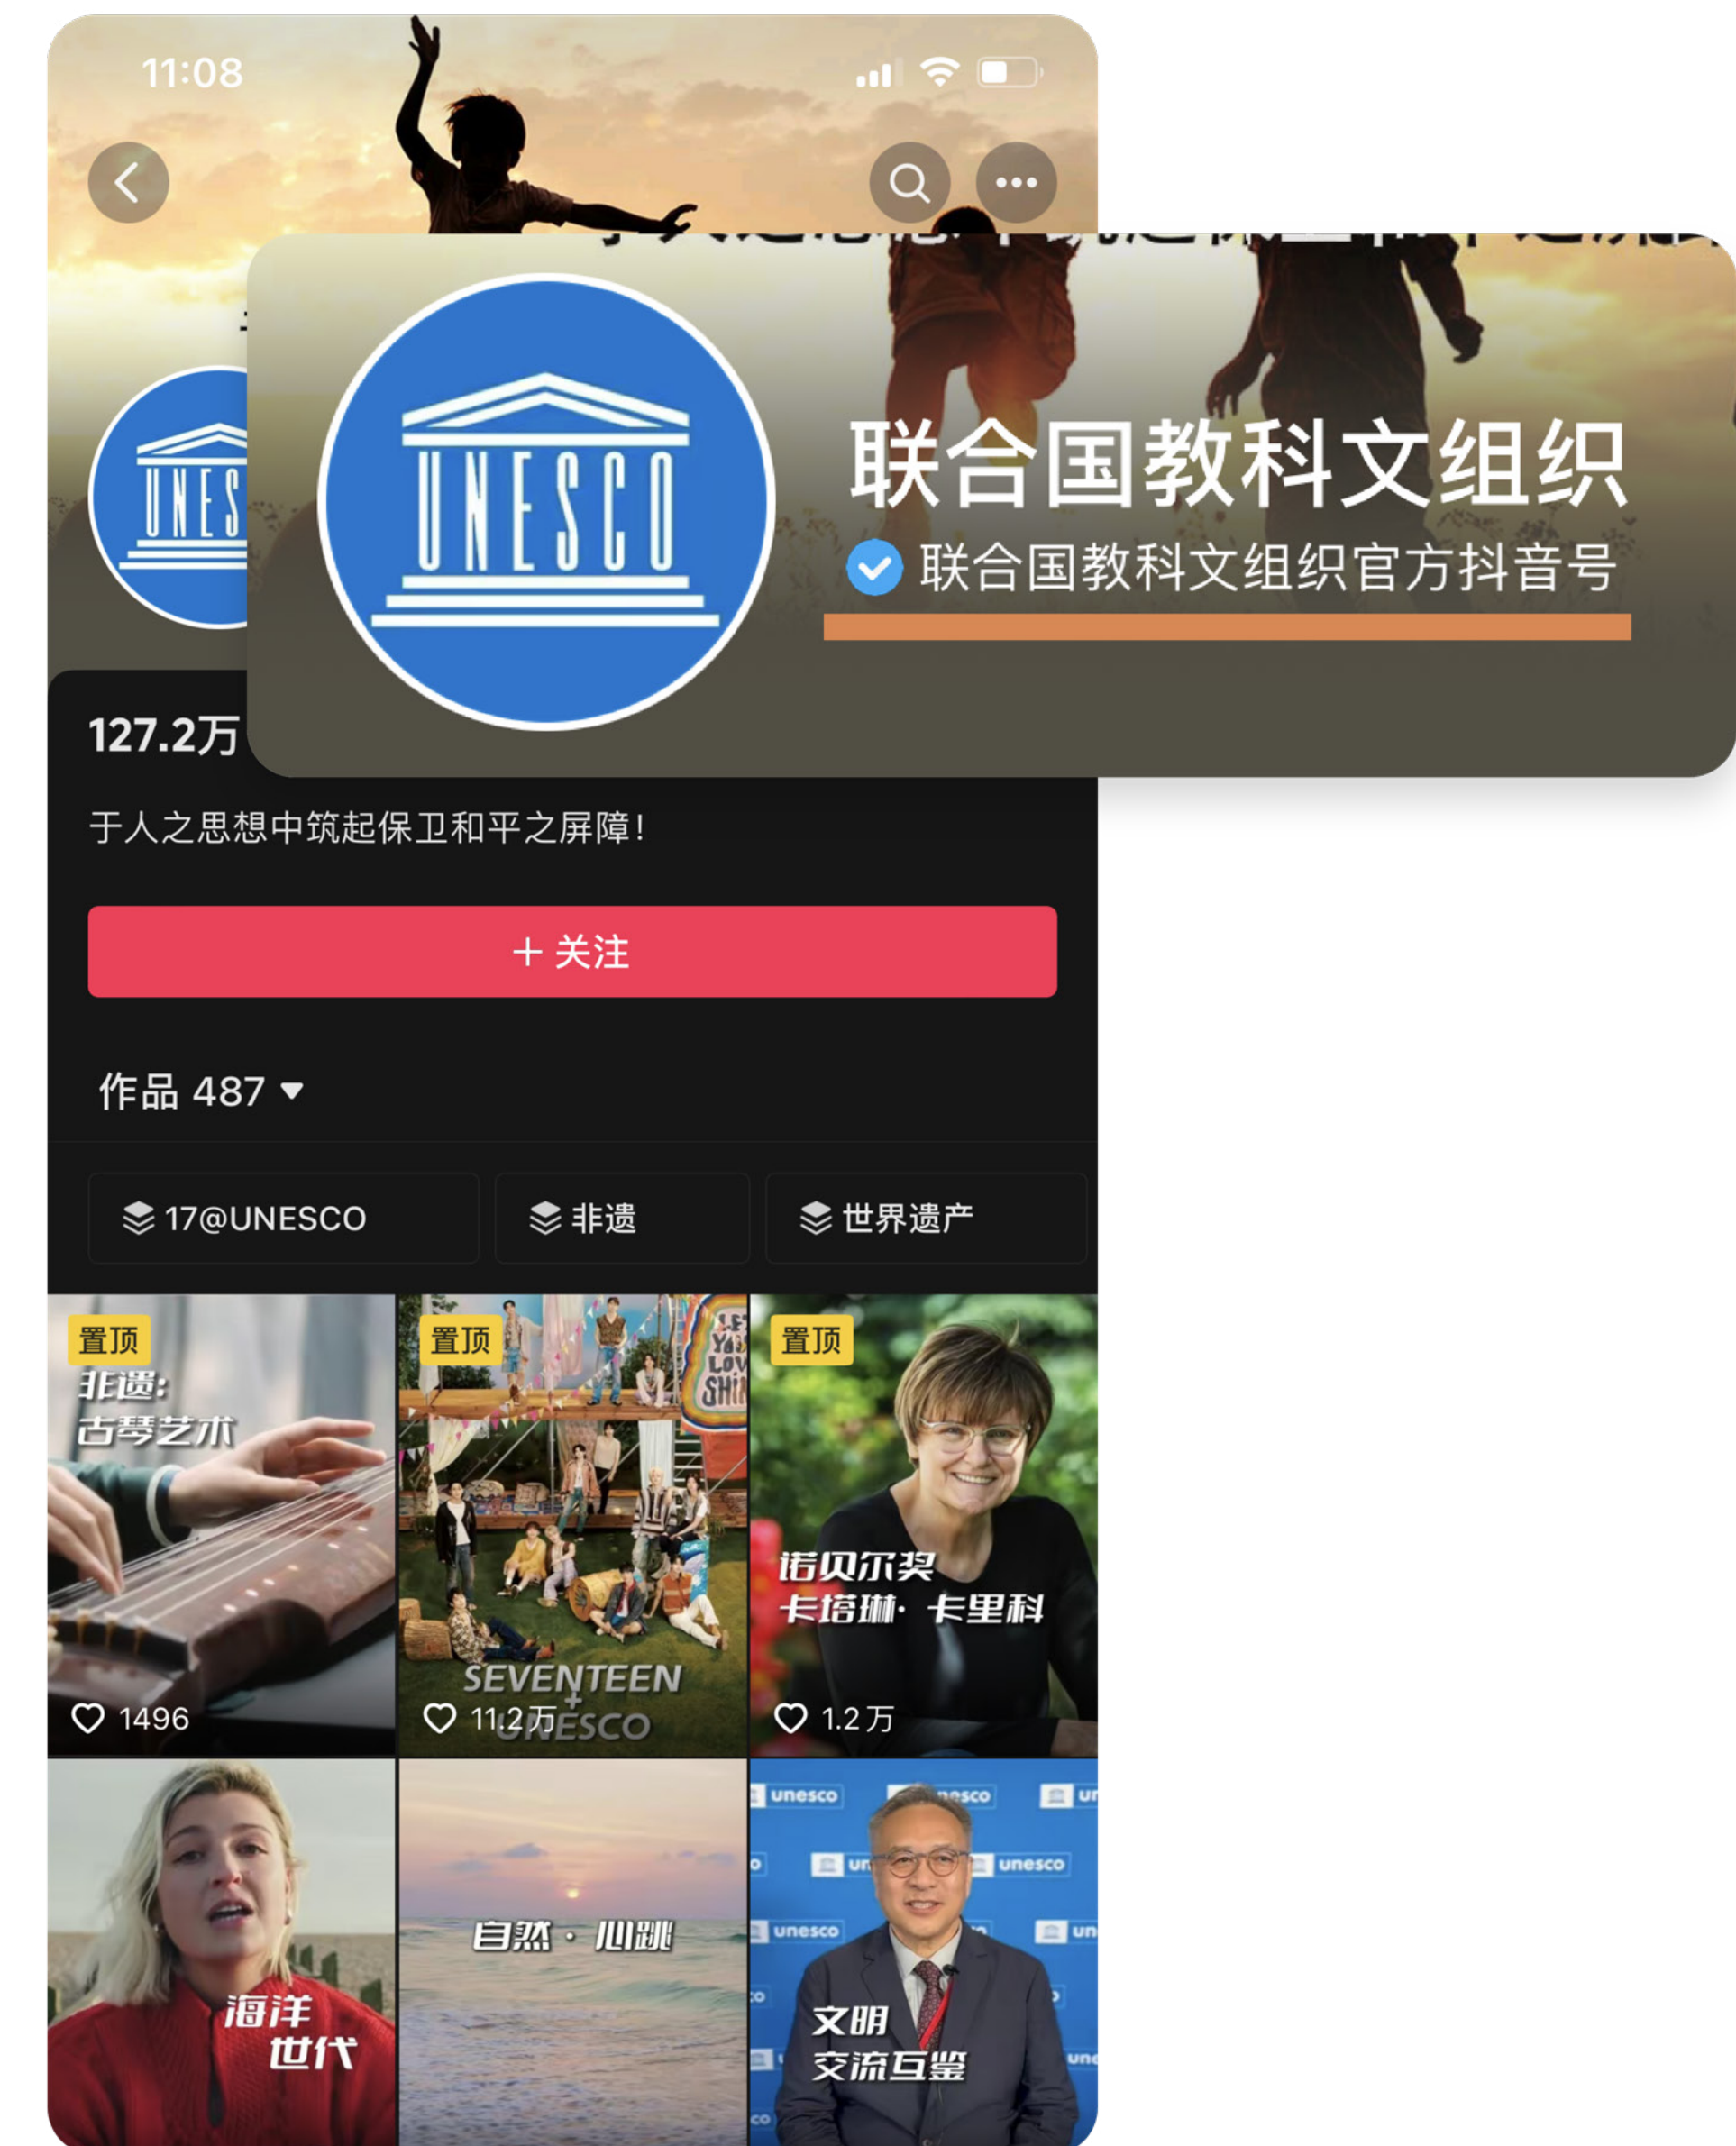 11:08
UNES
UNESCO
联合国教科文组织
联合国教科文组织官方抖音号
127.2万
于人之思想中筑起保卫和平之屏障!
+ 关注
作品 487
17@UNESCO
非遗
世界遗产
置顶
非遗:
古琴艺术
1496
置顶
SEVENTEEN
+
UNESCO
11.2万
置顶
诺贝尔奖
卡塔琳·卡里科
1.2万
海洋
世代
自然·心跳
unesco
unesco
unesco
unesco
文明
交流互鉴